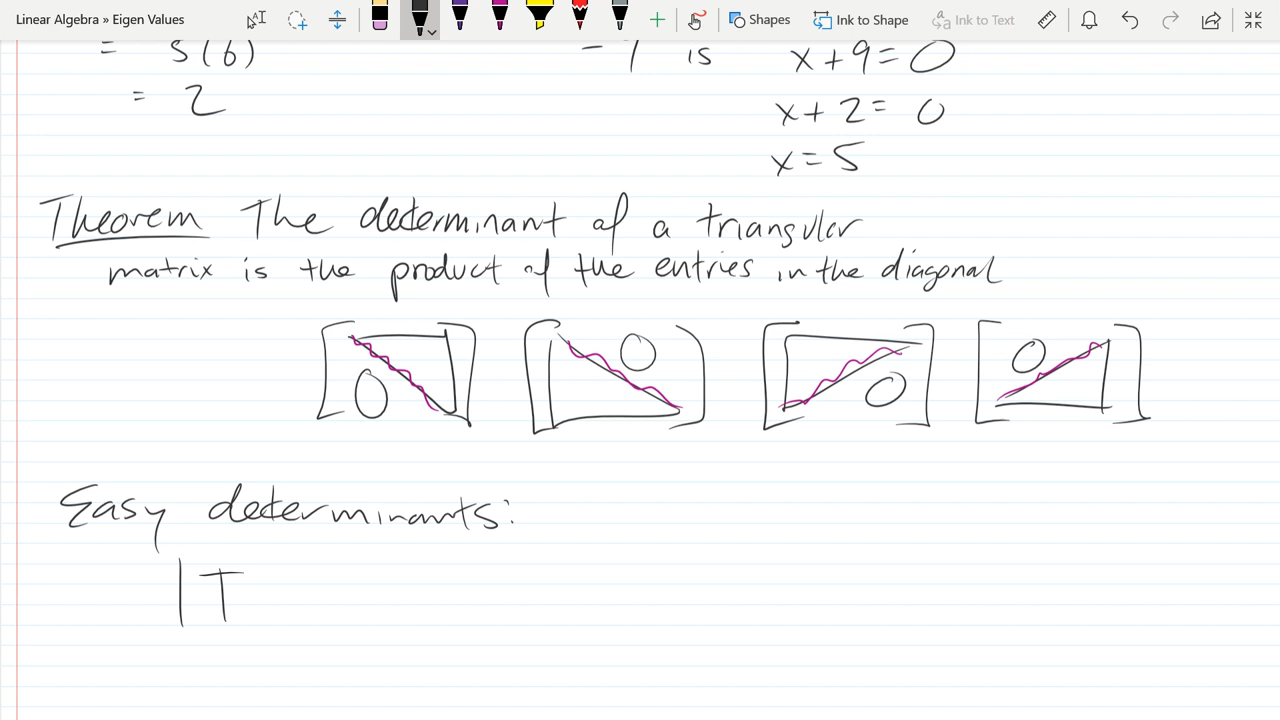 Linear Algebra » Eigen Values
Shapes
Ink to Shape
Ink to Text
= 5(6)
= 2
-7 is
x+9=0
x+2=0
x=5
Theorem The determinant of a triangular
matrix is the product of the entries in the diagonal
0 0 0 0
Easy determinants:
| T